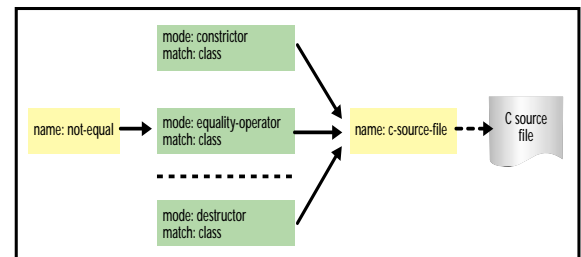 mode: constrictor
match: class
name: not-equal
mode: equality-operator
match: class
name: c-source-file
C source
file
mode: destructor
match: class